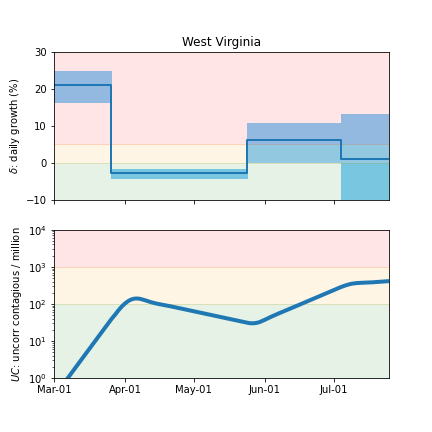 West Virginia
δ: daily growth (%)
30
20
10
0
−10
UC: uncorr contagious / million
10⁴
10³
10²
10¹
10⁰
Mar-01 Apr-01 May-01 Jun-01 Jul-01